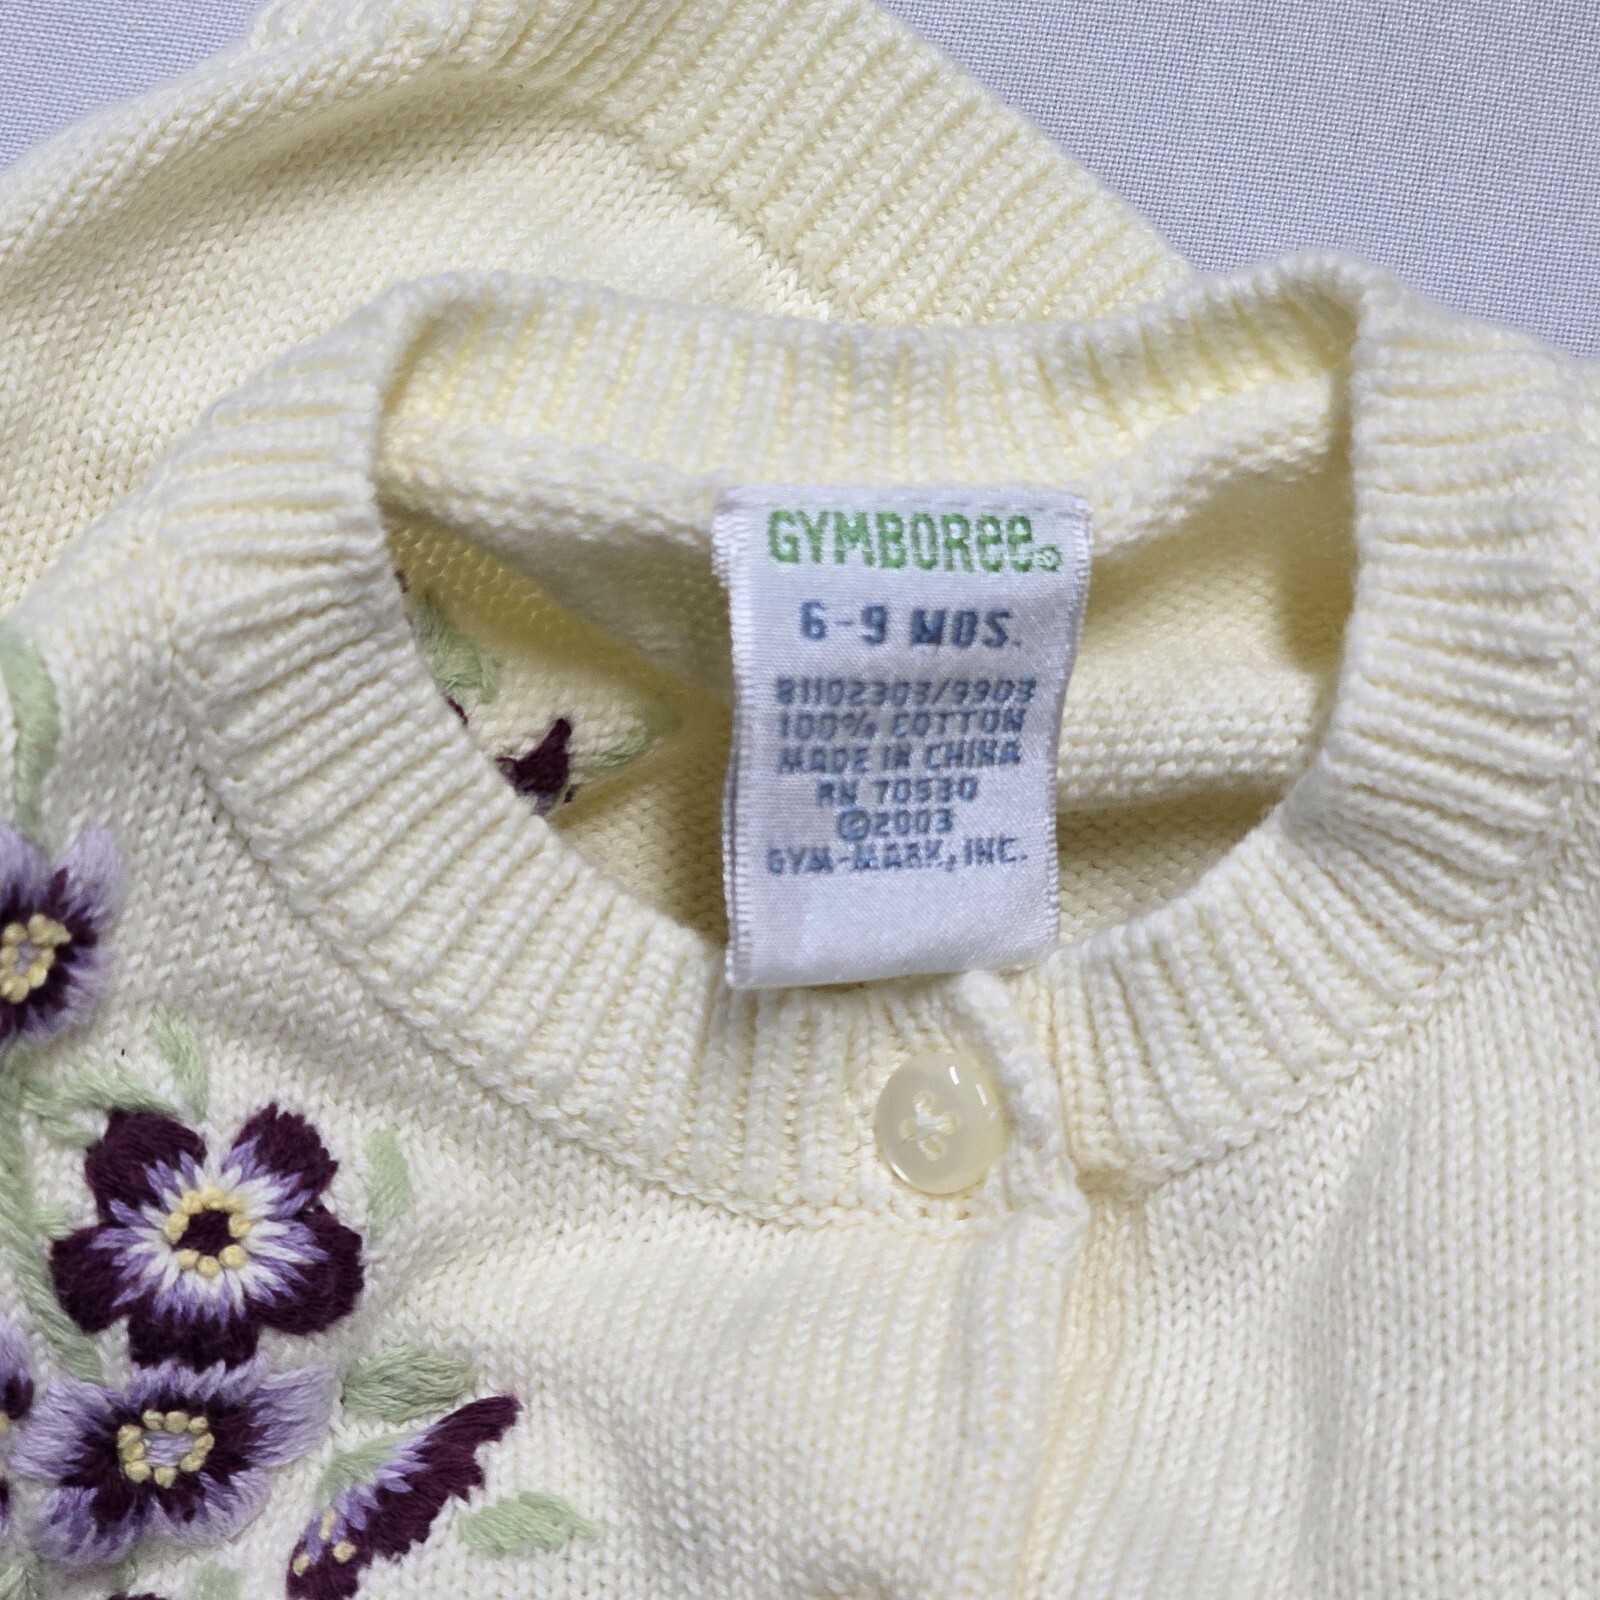 GYMBOREE®
6-9 MOS.
81102303/9903
100% COTTON
MADE IN CHINA
RN 70530
©2003
GYM-MARK, INC.